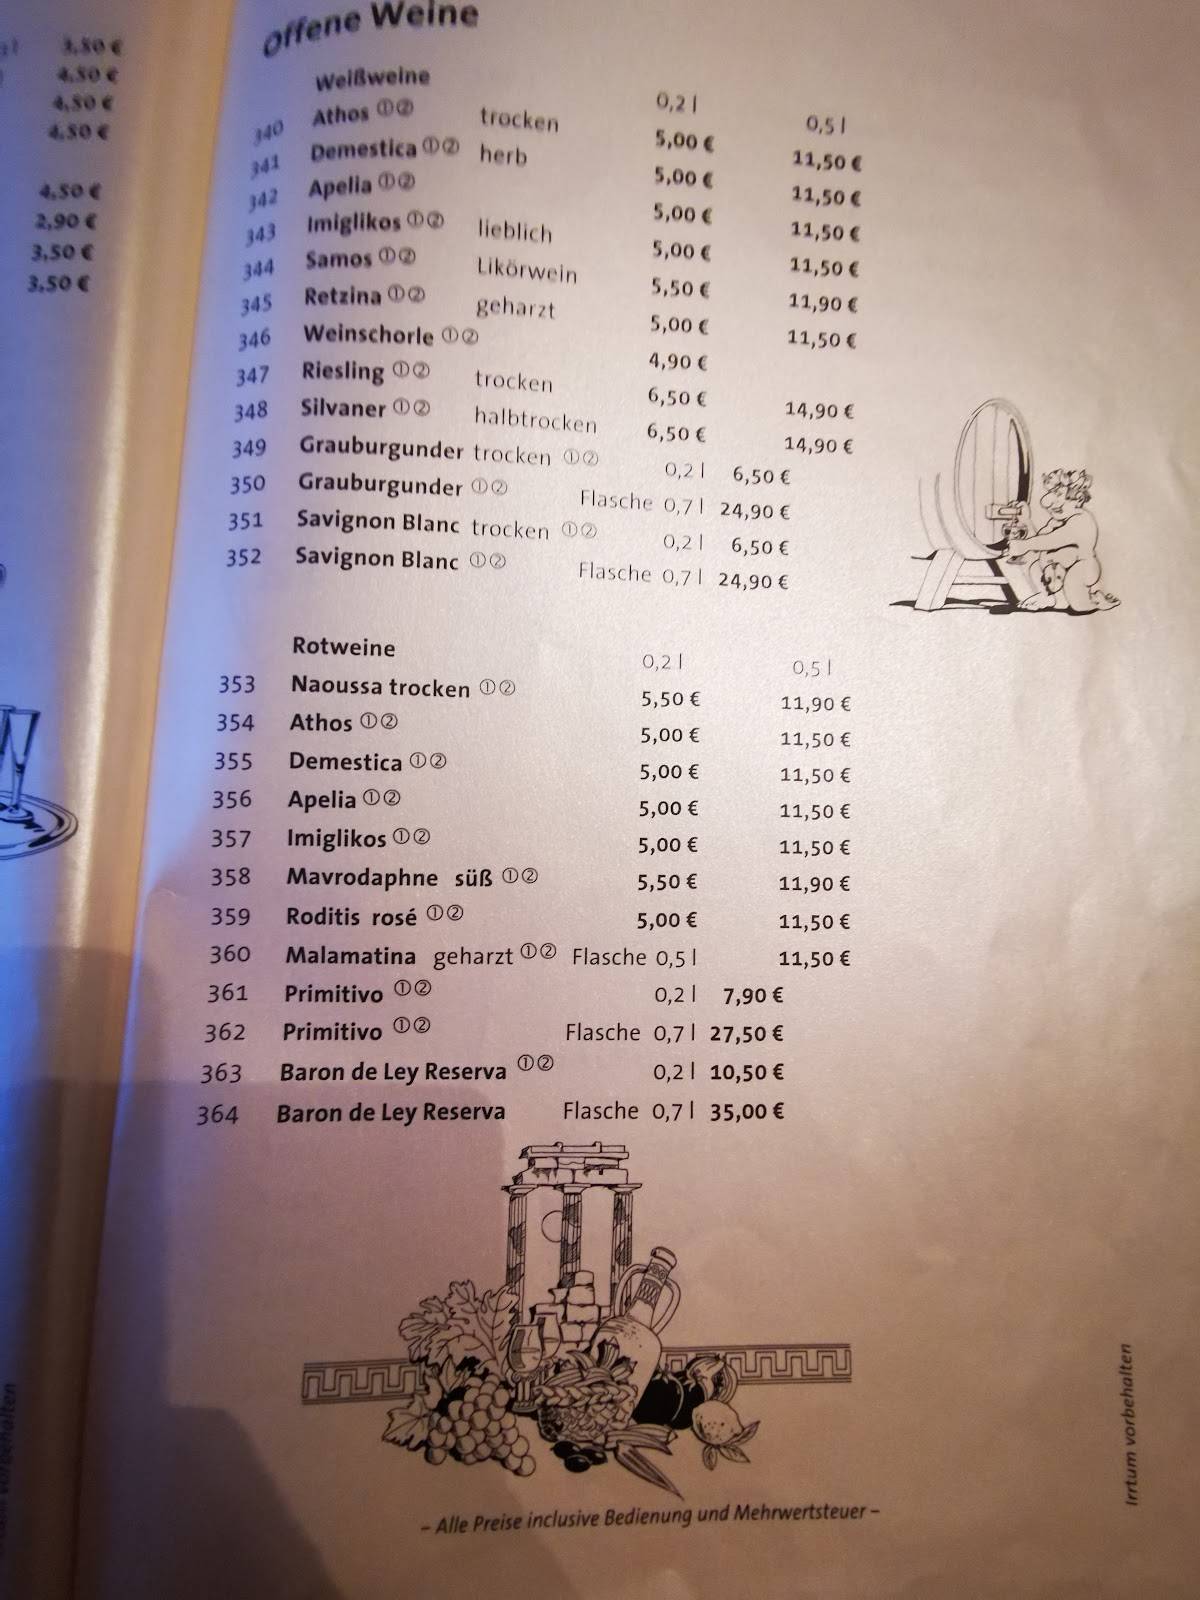 3,50 €
4,50 €
4,50 €
4,50 €
4,50 €
2,90 €
3,50 €
3,50 €
Offene Weine
Weißweine 0,2 l 0,5 l
340 Athos ①② trocken 5,00 € 11,50 €
341 Demestica ①② herb 5,00 € 11,50 €
342 Apelia ①② 5,00 € 11,50 €
343 Imiglikos ①② lieblich 5,00 € 11,50 €
344 Samos ①② Likörwein 5,50 € 11,90 €
345 Retzina ①② geharzt 5,00 € 11,50 €
346 Weinschorle ①② 4,90 €
347 Riesling ①② trocken 6,50 € 14,90 €
348 Silvaner ①② halbtrocken 6,50 € 14,90 €
349 Grauburgunder trocken ①② 0,2 l 6,50 €
350 Grauburgunder ①② Flasche 0,7 l 24,90 €
351 Savignon Blanc trocken ①② 0,2 l 6,50 €
352 Savignon Blanc ①② Flasche 0,7 l 24,90 €
Rotweine 0,2 l 0,5 l
353 Naoussa trocken ①② 5,50 € 11,90 €
354 Athos ①② 5,00 € 11,50 €
355 Demestica ①② 5,00 € 11,50 €
356 Apelia ①② 5,00 € 11,50 €
357 Imiglikos ①② 5,00 € 11,50 €
358 Mavrodaphne süß ①② 5,50 € 11,90 €
359 Roditis rosé ①② 5,00 € 11,50 €
360 Malamatina geharzt ①② Flasche 0,5 l 11,50 €
361 Primitivo ①② 0,2 l 7,90 €
362 Primitivo ①② Flasche 0,7 l 27,50 €
363 Baron de Ley Reserva ①② 0,2 l 10,50 €
364 Baron de Ley Reserva Flasche 0,7 l 35,00 €
– Alle Preise inclusive Bedienung und Mehrwertsteuer –
Irrtum vorbehalten